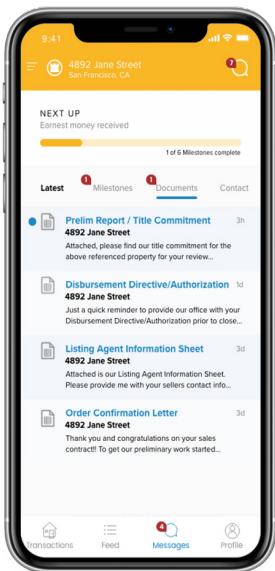 9:41
4892 Jane Street
San Francisco, CA
7
NEXT UP
Earnest money received
1 of 6 Milestones complete
Latest
1
Milestones
1
Documents
Contact
Prelim Report / Title Commitment 3h
4892 Jane Street
Attached, please find our title commitment for the
above referenced property for your review...
Disbursement Directive/Authorization 1d
4892 Jane Street
Just a quick reminder to provide our office with your
Disbursement Directive/Authorization prior to close...
Listing Agent Information Sheet 3d
4892 Jane Street
Attached is our Listing Agent Information Sheet.
Please provide me with your sellers contact info...
Order Confirmation Letter 3d
4892 Jane Street
Thank you and congratulations on your sales
contract!! To get our preliminary work started...
4
Transactions Feed Messages Profile